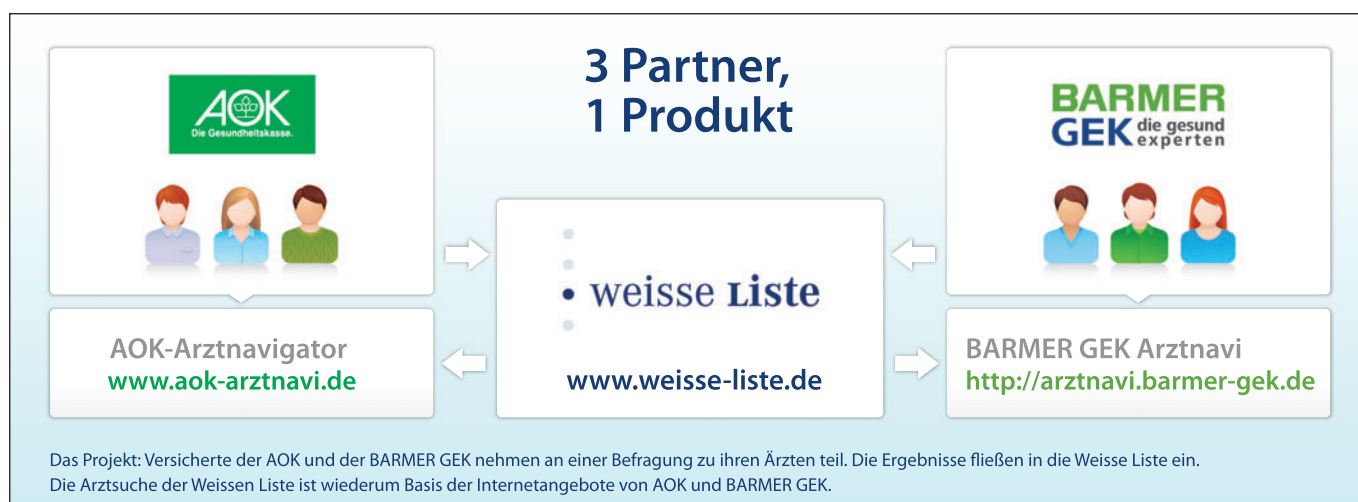 3 Partner,
1 Produkt
AOK
Die Gesundheitskasse.
BARMER
GEK die gesund
experten
weisse Liste
www.weisse-liste.de
AOK-Arztnavigator
www.aok-arztnavi.de
BARMER GEK Arztnavi
http://arztnavi.barmer-gek.de
Das Projekt: Versicherte der AOK und der BARMER GEK nehmen an einer Befragung zu ihren Ärzten teil. Die Ergebnisse fließen in die Weisse Liste ein.
Die Arztsuche der Weissen Liste ist wiederum Basis der Internetangebote von AOK und BARMER GEK.